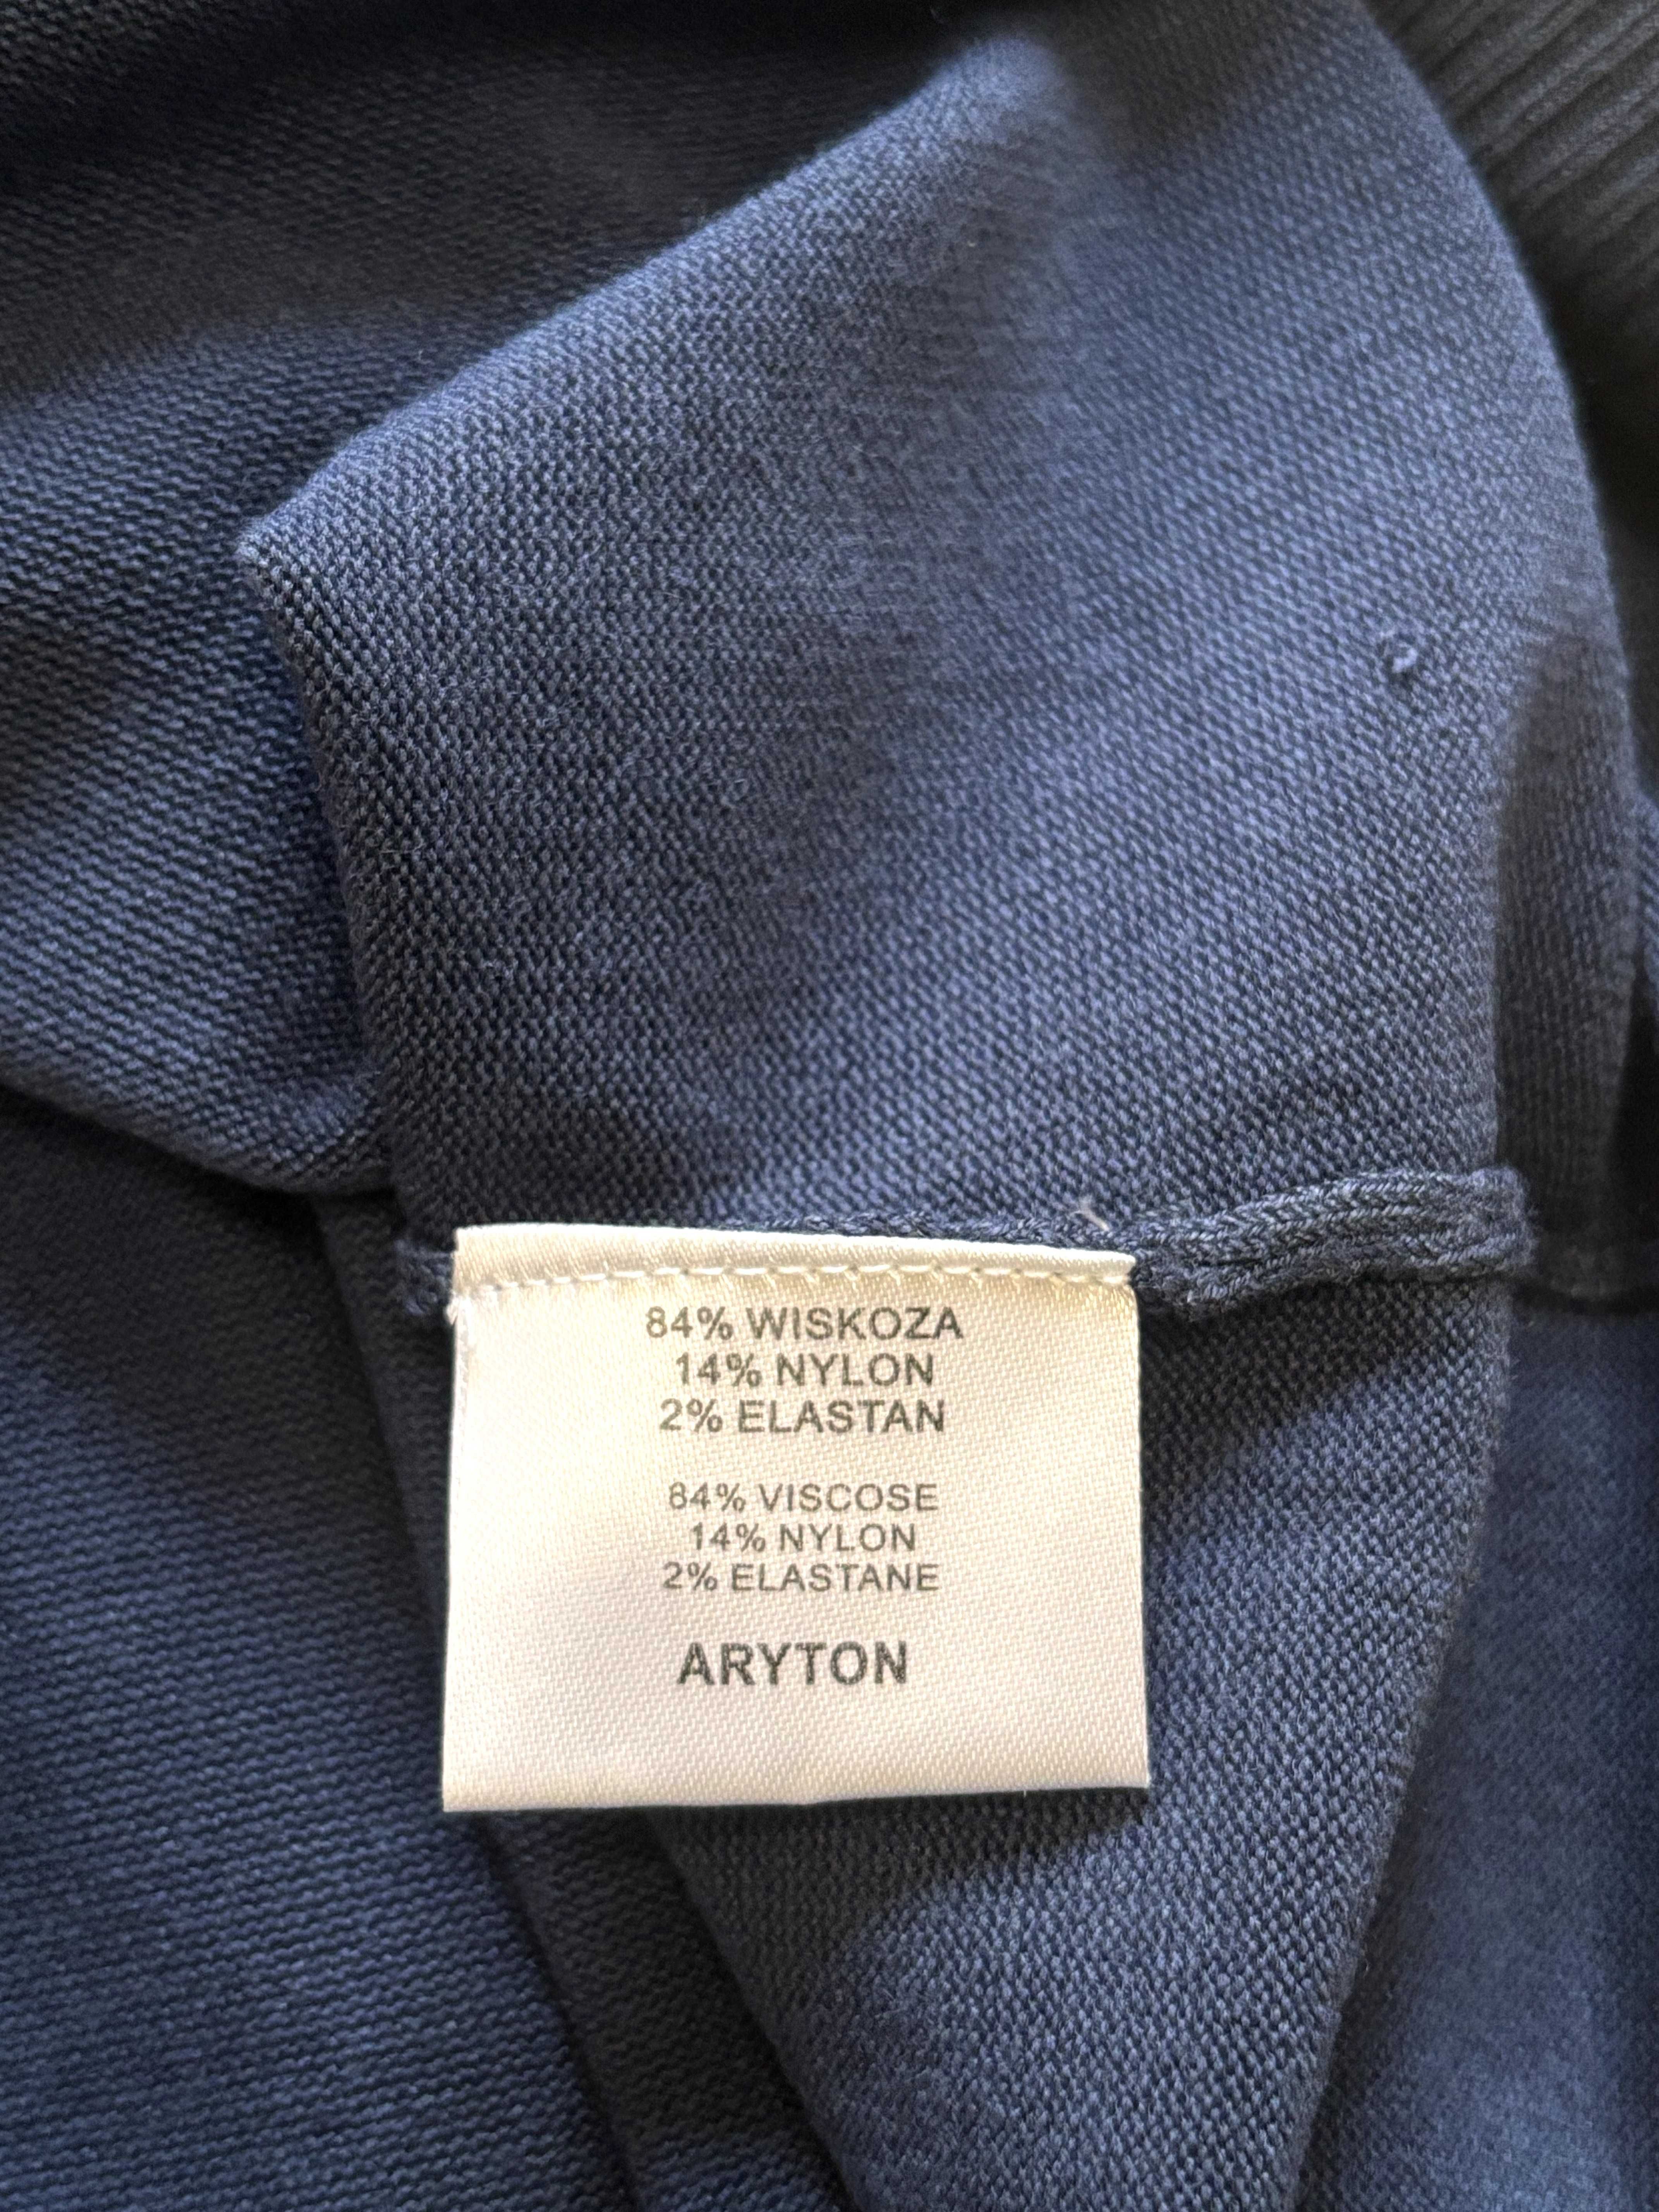 84% WISKOZA
14% NYLON
2% ELASTAN
84% VISCOSE
14% NYLON
2% ELASTANE
ARYTON